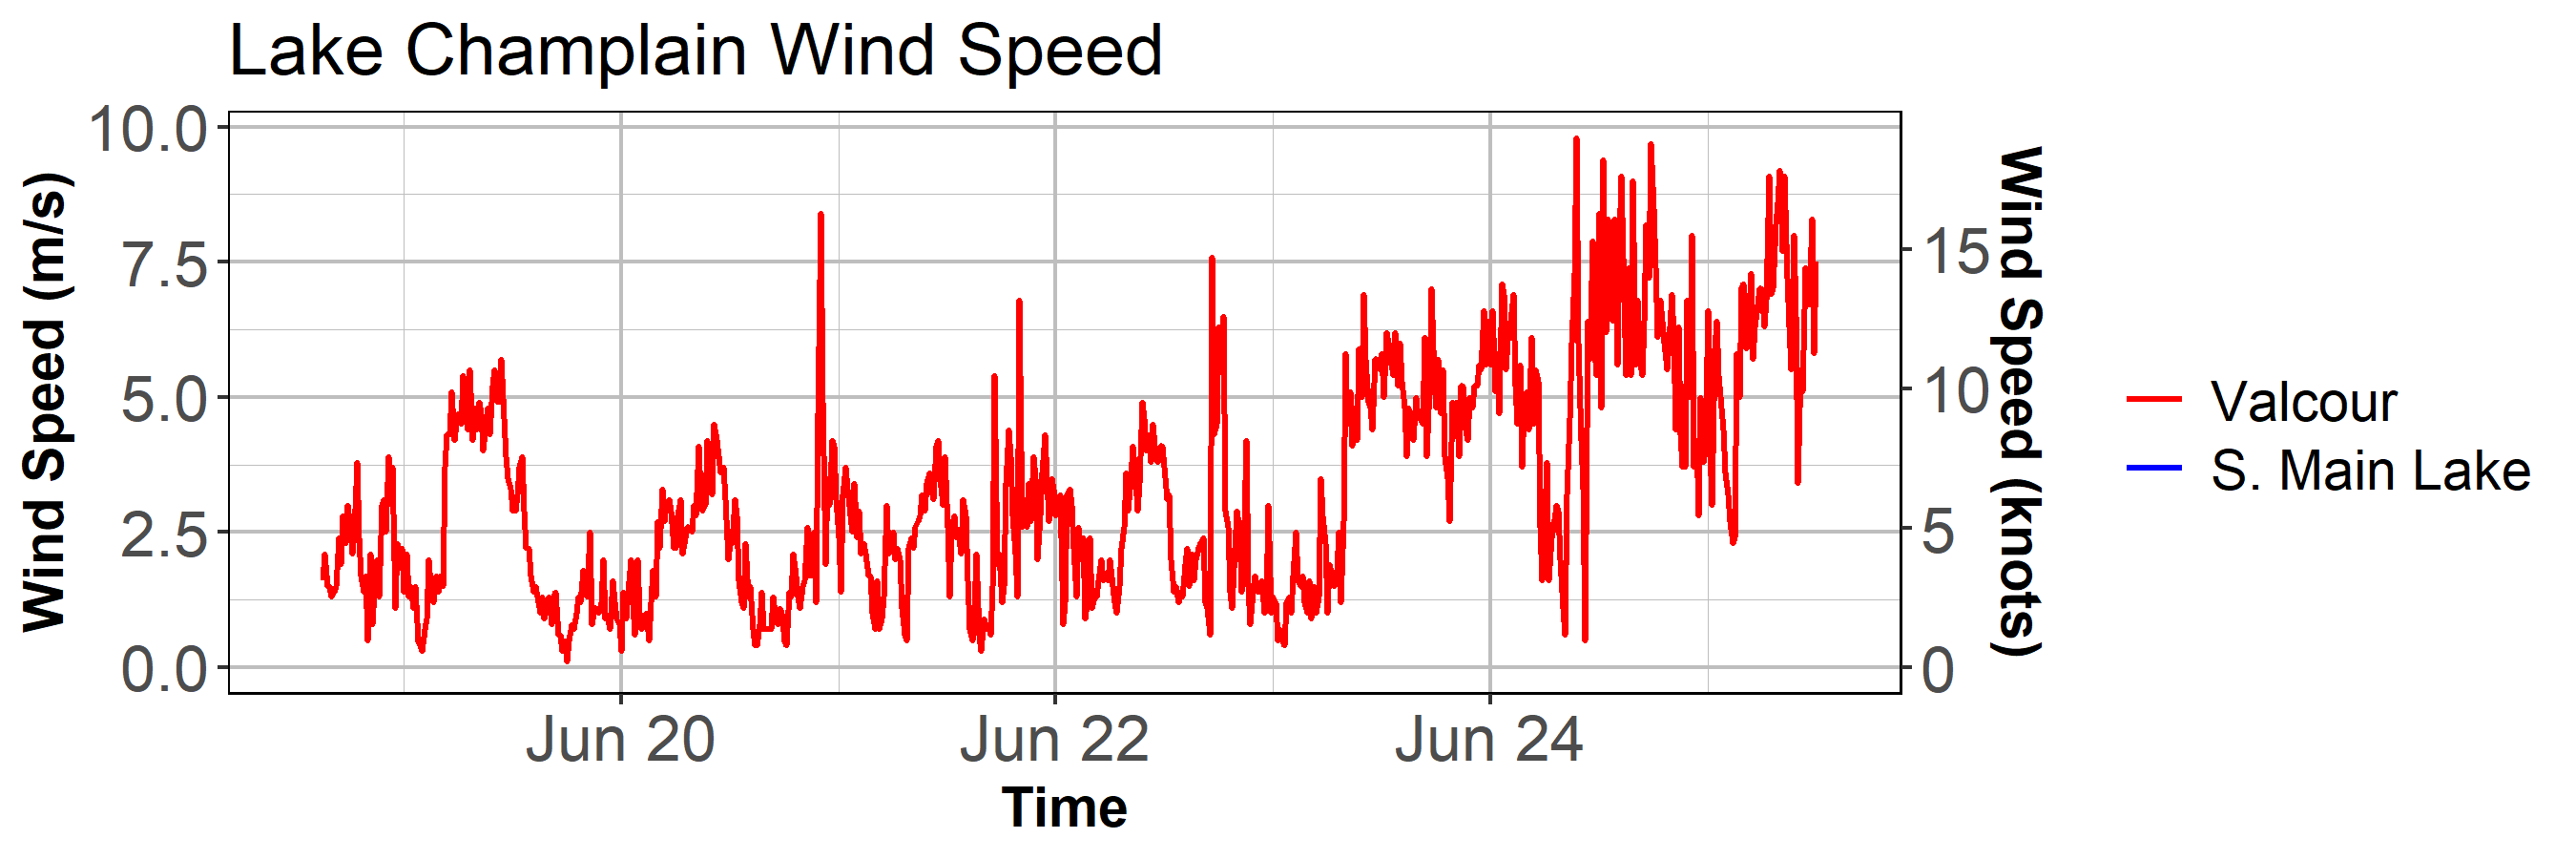 Lake Champlain Wind Speed
10.0
7.5
5.0
2.5
0.0
Wind Speed (m/s)
15
10
5
0
Wind Speed (knots)
Jun 20
Jun 22
Jun 24
Time
Valcour
S. Main Lake